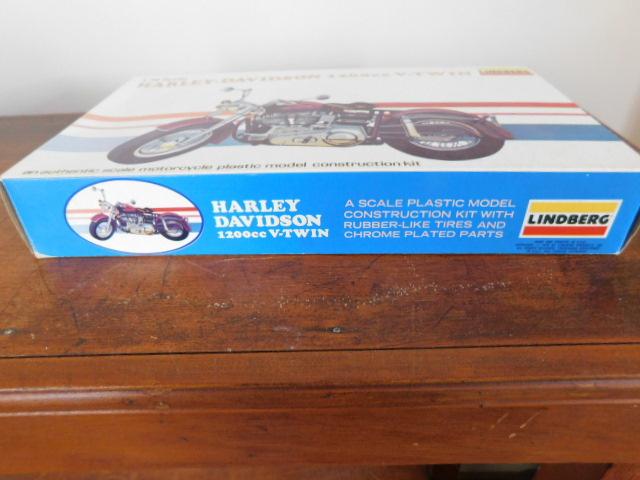 HARLEY-DAVIDSON 1200cc V-TWIN
LINDBERG
an authentic scale motorcycle plastic model construction kit
HARLEY
DAVIDSON
1200cc V-TWIN
A SCALE PLASTIC MODEL
CONSTRUCTION KIT WITH
RUBBER-LIKE TIRES AND
CHROME PLATED PARTS
LINDBERG